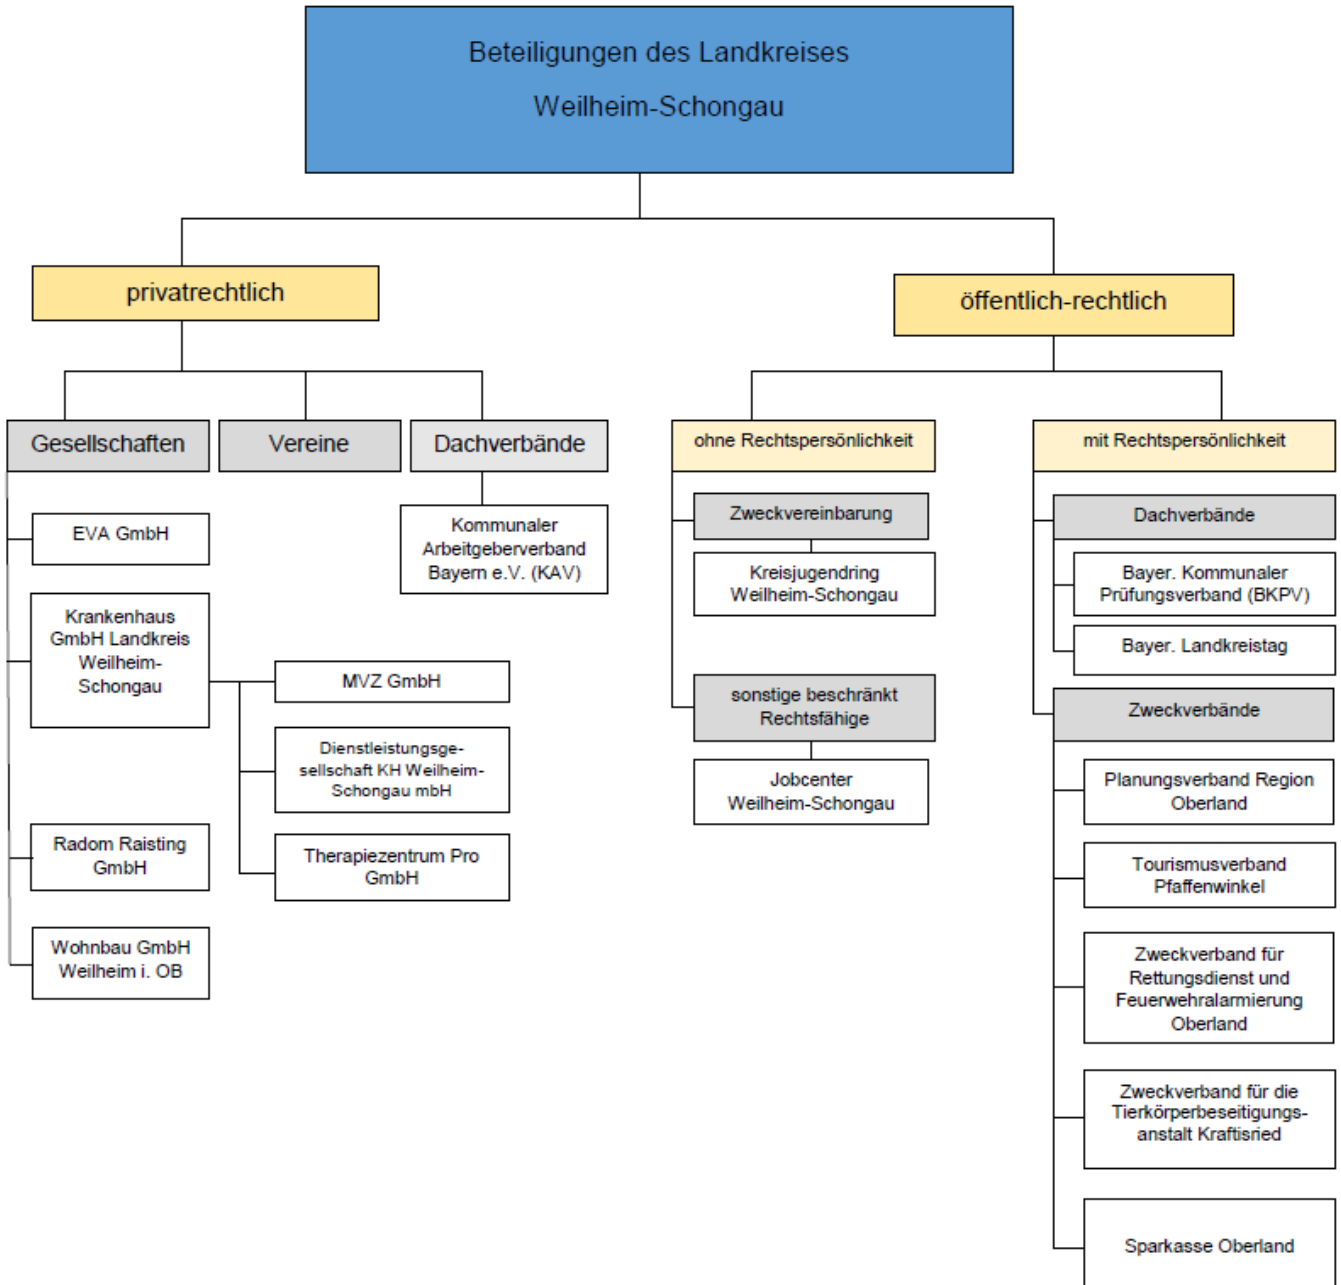 Beteiligungen des Landkreises
Weilheim-Schongau
privatrechtlich
öffentlich-rechtlich
Gesellschaften
Vereine
Dachverbände
ohne Rechtspersönlichkeit
mit Rechtspersönlichkeit
EVA GmbH
Krankenhaus
GmbH Landkreis
Weilheim-
Schongau
Radom Raisting
GmbH
Wohnbau GmbH
Weilheim i. OB
MVZ GmbH
Dienstleistungsge-
sellschaft KH Weilheim-
Schongau mbH
Therapiezentrum Pro
GmbH
Kommunaler
Arbeitgeberverband
Bayern e.V. (KAV)
Zweckvereinbarung
Kreisjugendring
Weilheim-Schongau
sonstige beschränkt
Rechtsfähige
Jobcenter
Weilheim-Schongau
Dachverbände
Bayer. Kommunaler
Prüfungsverband (BKPV)
Bayer. Landkreistag
Zweckverbände
Planungsverband Region
Oberland
Tourismusverband
Pfaffenwinkel
Zweckverband für
Rettungsdienst und
Feuerwehralarmierung
Oberland
Zweckverband für die
Tierkörperbeseitigungs-
anstalt Kraftisried
Sparkasse Oberland